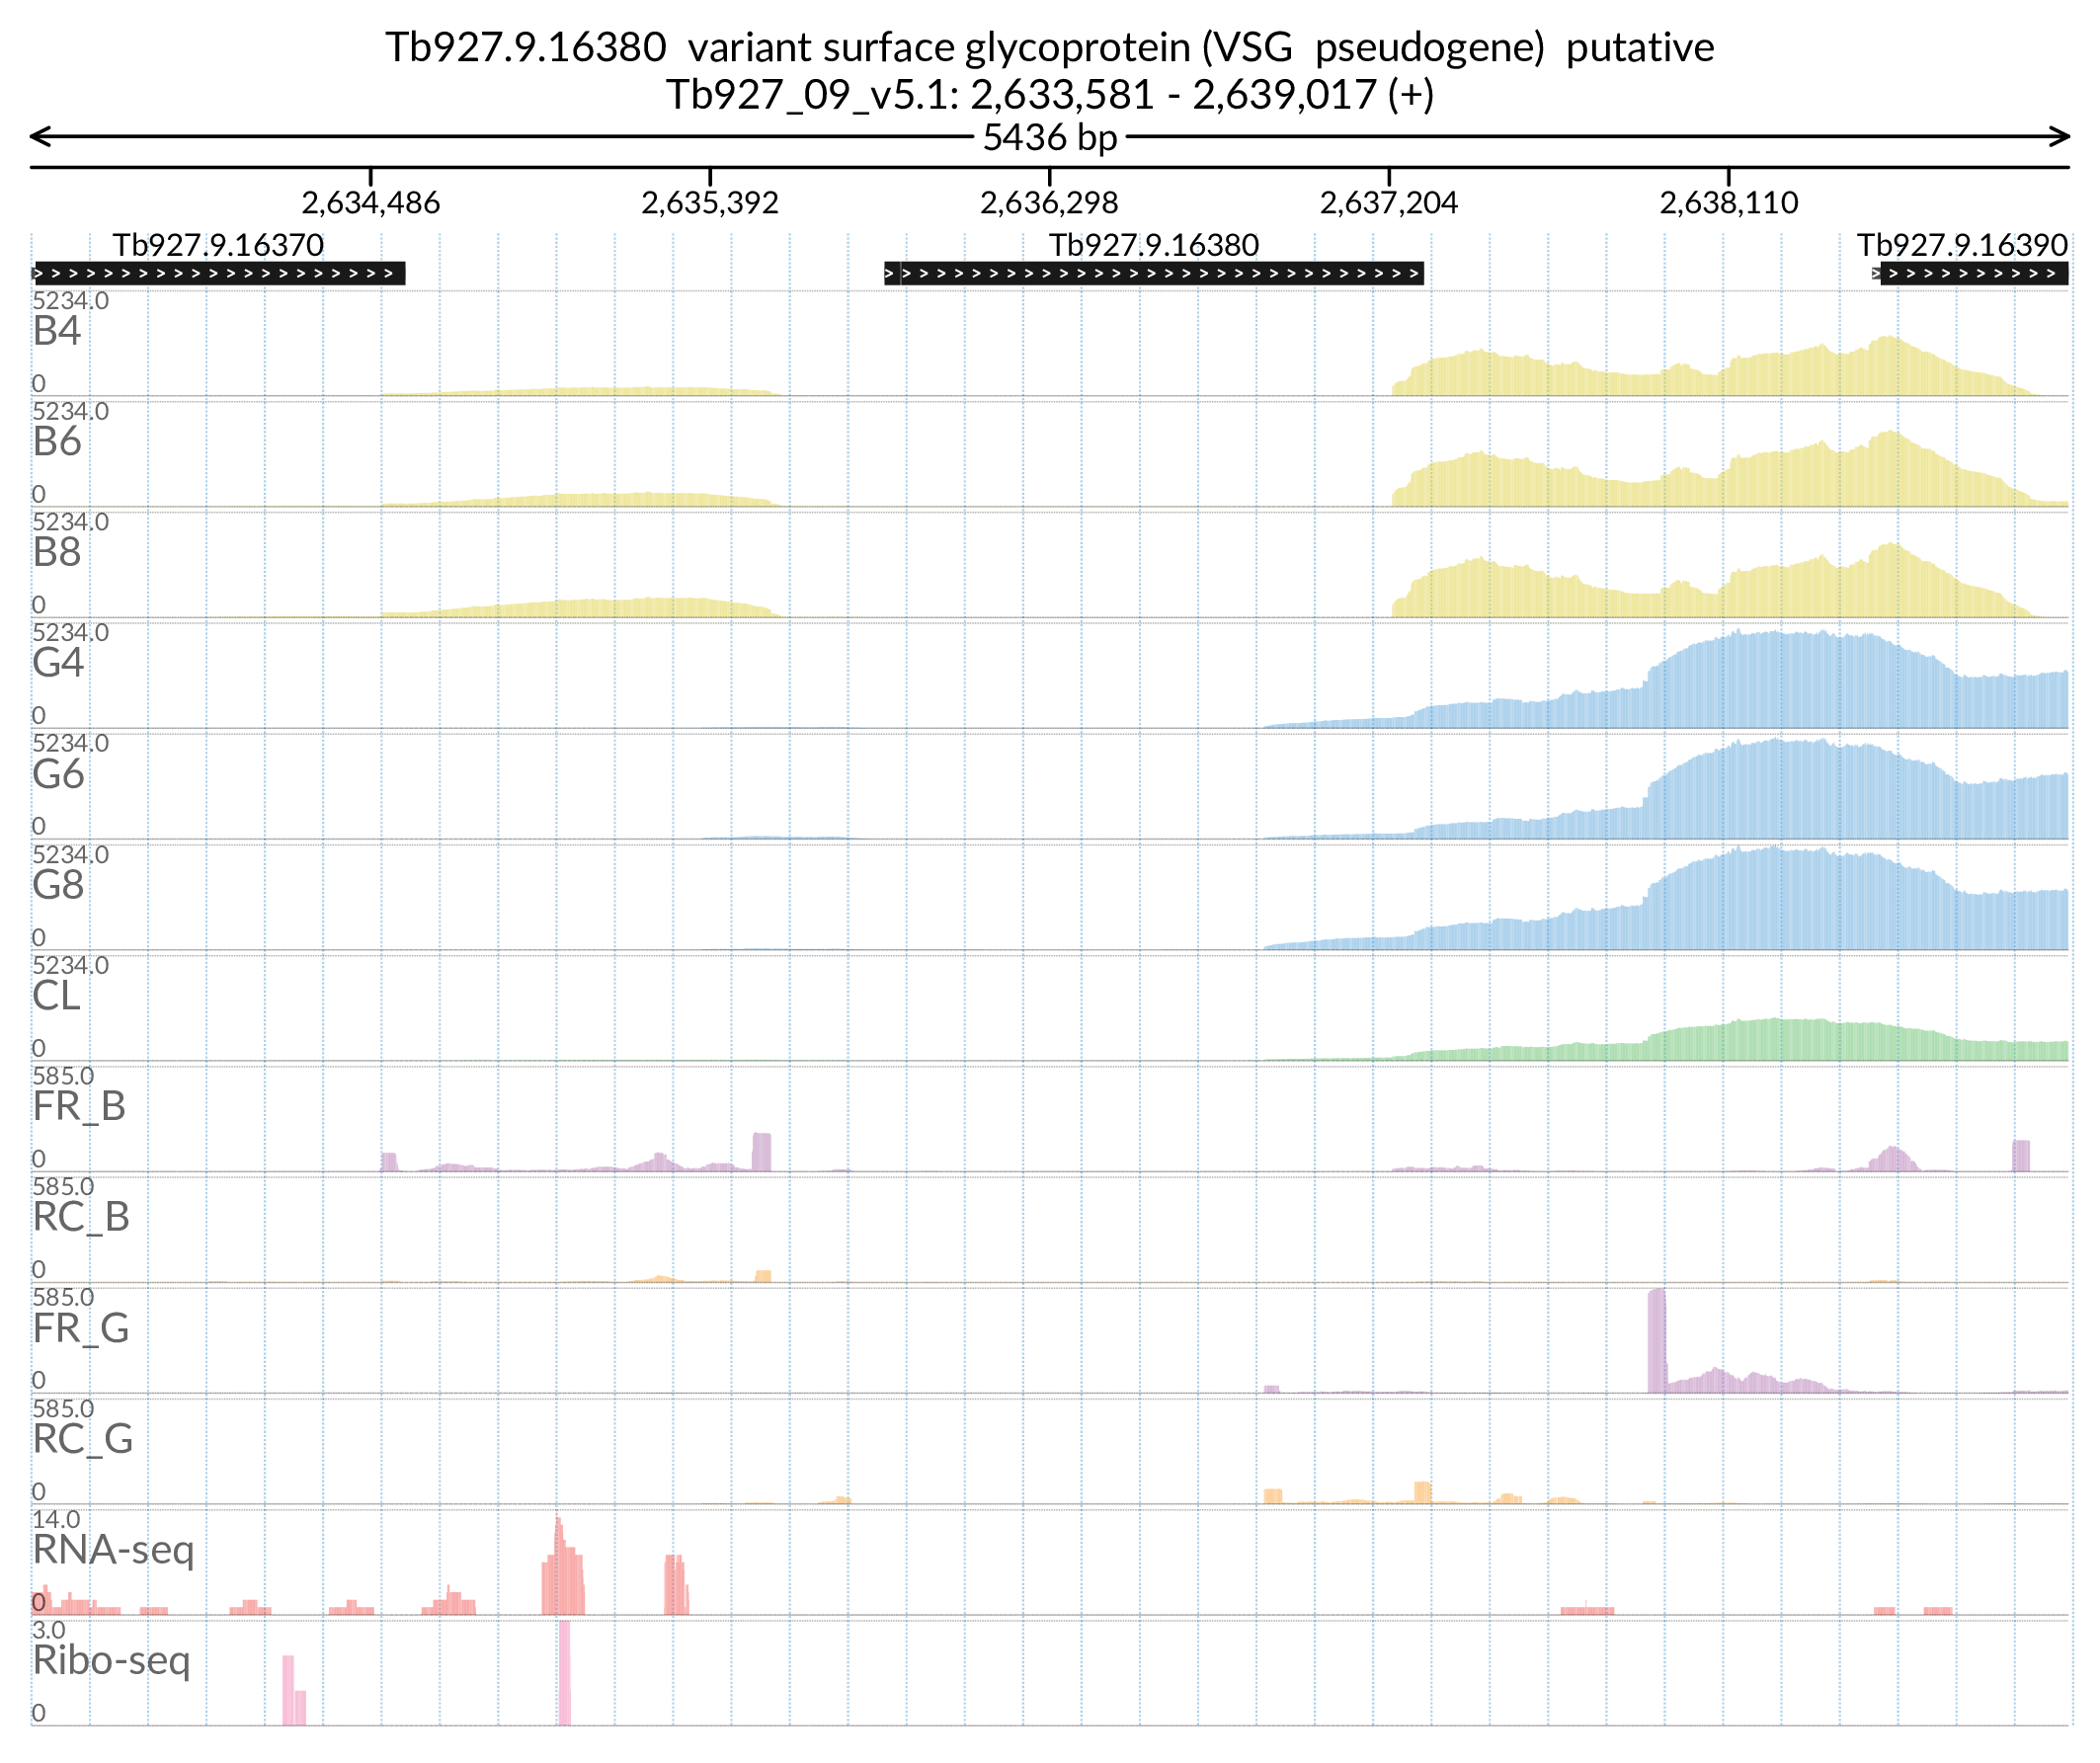 Tb927.9.16380  variant surface glycoprotein (VSG  pseudogene)  putative
Tb927_09_v5.1: 2,633,581 - 2,639,017 (+)
5436 bp
2,634,486 2,635,392 2,636,298 2,637,204 2,638,110
Tb927.9.16370 Tb927.9.16380 Tb927.9.16390
5234.0
B4
0
5234.0
B6
0
5234.0
B8
0
5234.0
G4
0
5234.0
G6
0
5234.0
G8
0
5234.0
CL
0
585.0
FR_B
0
585.0
RC_B
0
585.0
FR_G
0
585.0
RC_G
0
14.0
RNA-seq
0
3.0
Ribo-seq
0